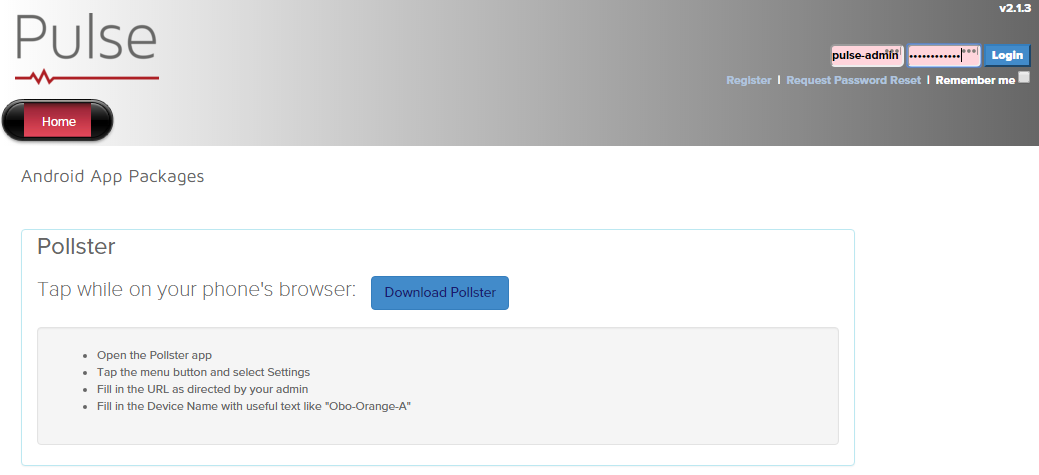 Pulse
v2.1.3
pulse-admin ••••••••••••• Login
Register | Request Password Reset | Remember me
Home
Android App Packages
Pollster
Tap while on your phone's browser: Download Pollster
• Open the Pollster app
• Tap the menu button and select Settings
• Fill in the URL as directed by your admin
• Fill in the Device Name with useful text like "Obo-Orange-A"